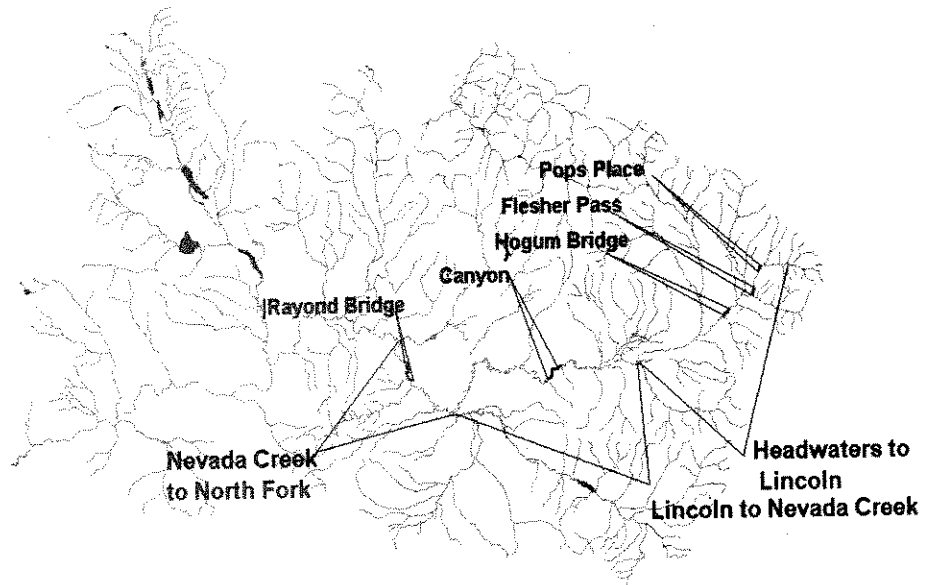 Pops Place
Flesher Pass
Hogum Bridge
Canyon
Rayond Bridge
Nevada Creek
to North Fork
Headwaters to
Lincoln
Lincoln to Nevada Creek